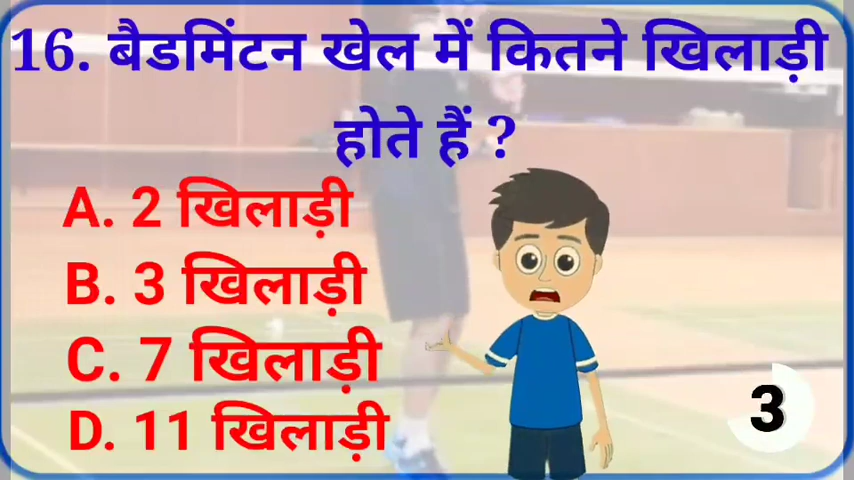 16. बैडमिंटन खेल में कितने खिलाड़ी
होते हैं ?
A. 2 खिलाड़ी
B. 3 खिलाड़ी
C. 7 खिलाड़ी
D. 11 खिलाड़ी
3